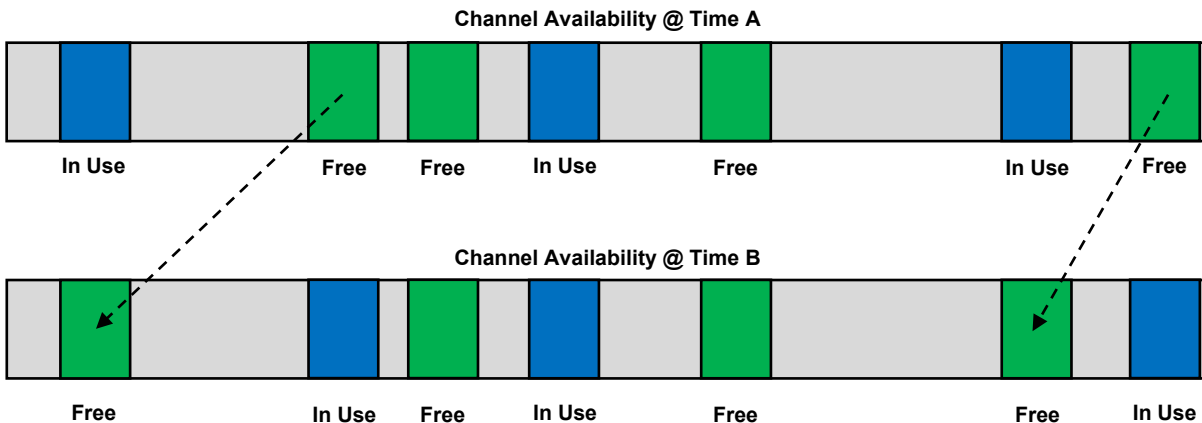 Channel Availability @ Time A
In Use Free Free In Use Free In Use Free
Channel Availability @ Time B
Free In Use Free In Use Free Free In Use